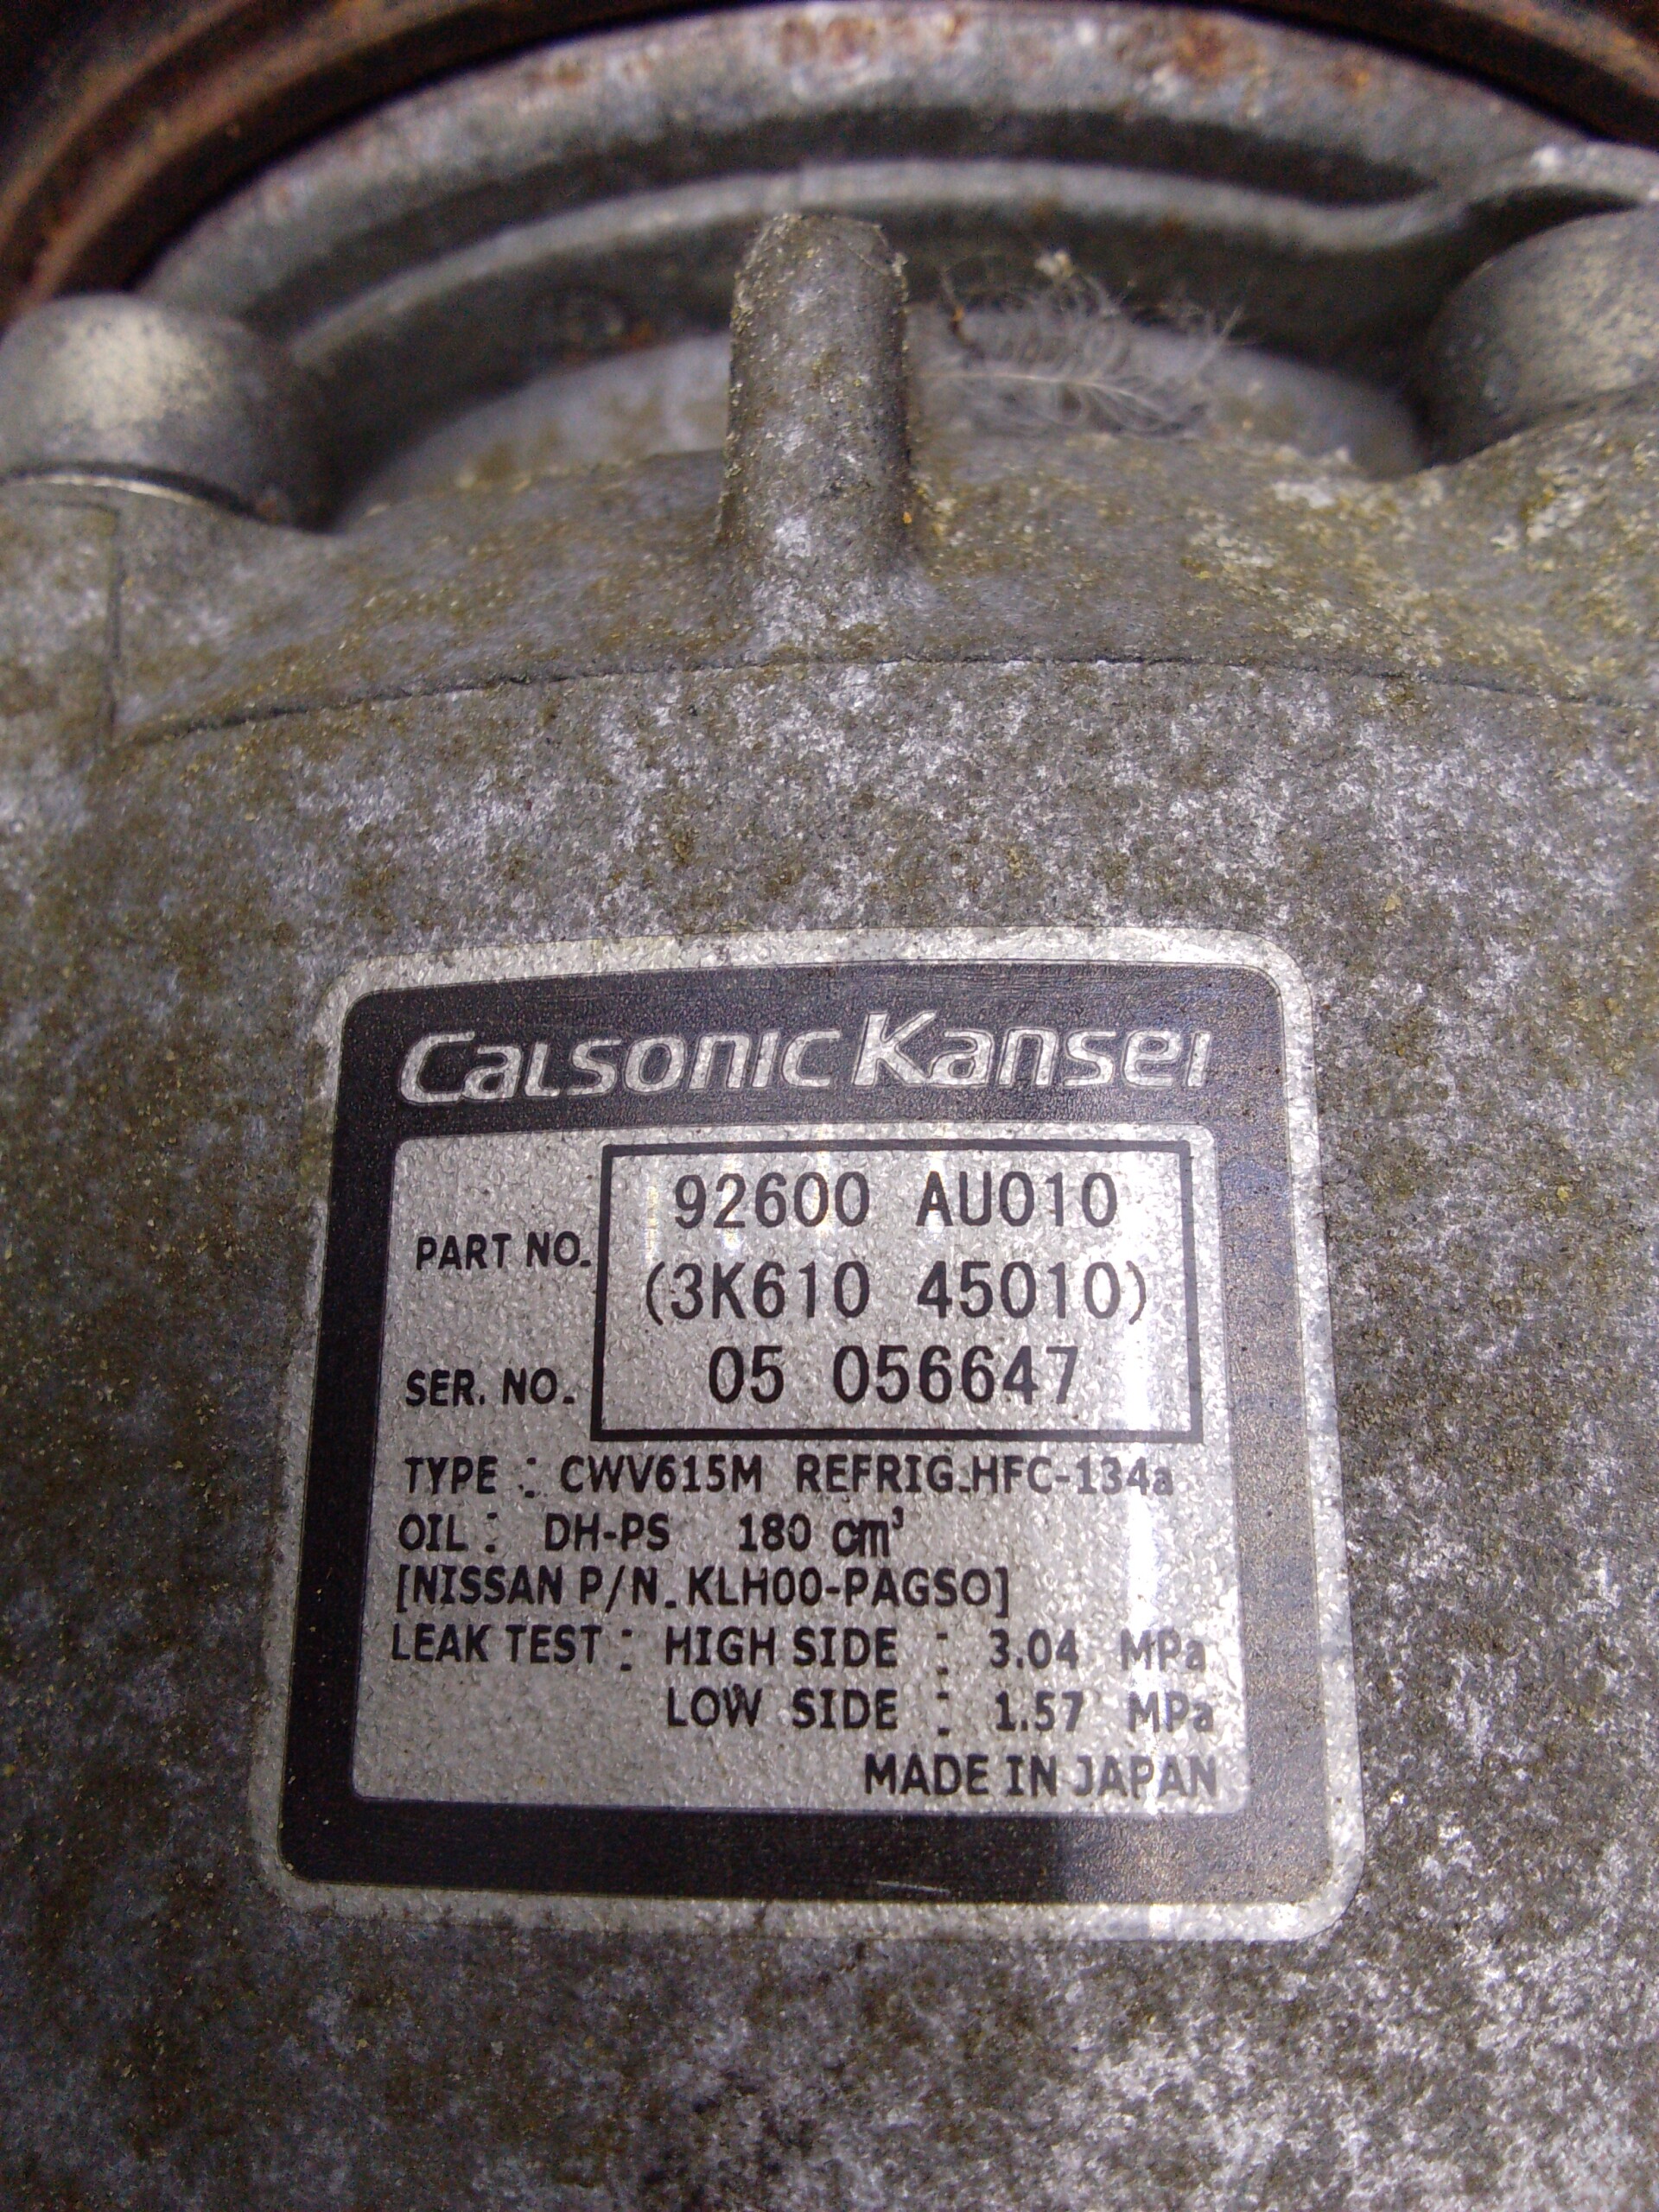 Calsonic Kansei
PART NO. 92600 AU010
(3K610 45010)
SER. NO. 05 056647
TYPE : CWV615M REFRIG.HFC-134a
OIL : DH-PS 180 cm³
[NISSAN P/N. KLH00-PAGSO]
LEAK TEST : HIGH SIDE : 3.04 MPa
LOW SIDE : 1.57 MPa
MADE IN JAPAN